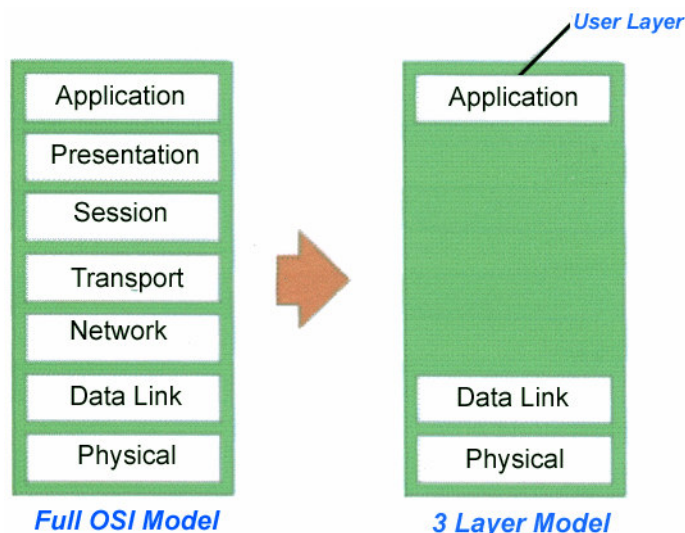 User Layer
Application
Presentation
Session
Transport
Network
Data Link
Physical
Full OSI Model
Application
Data Link
Physical
3 Layer Model